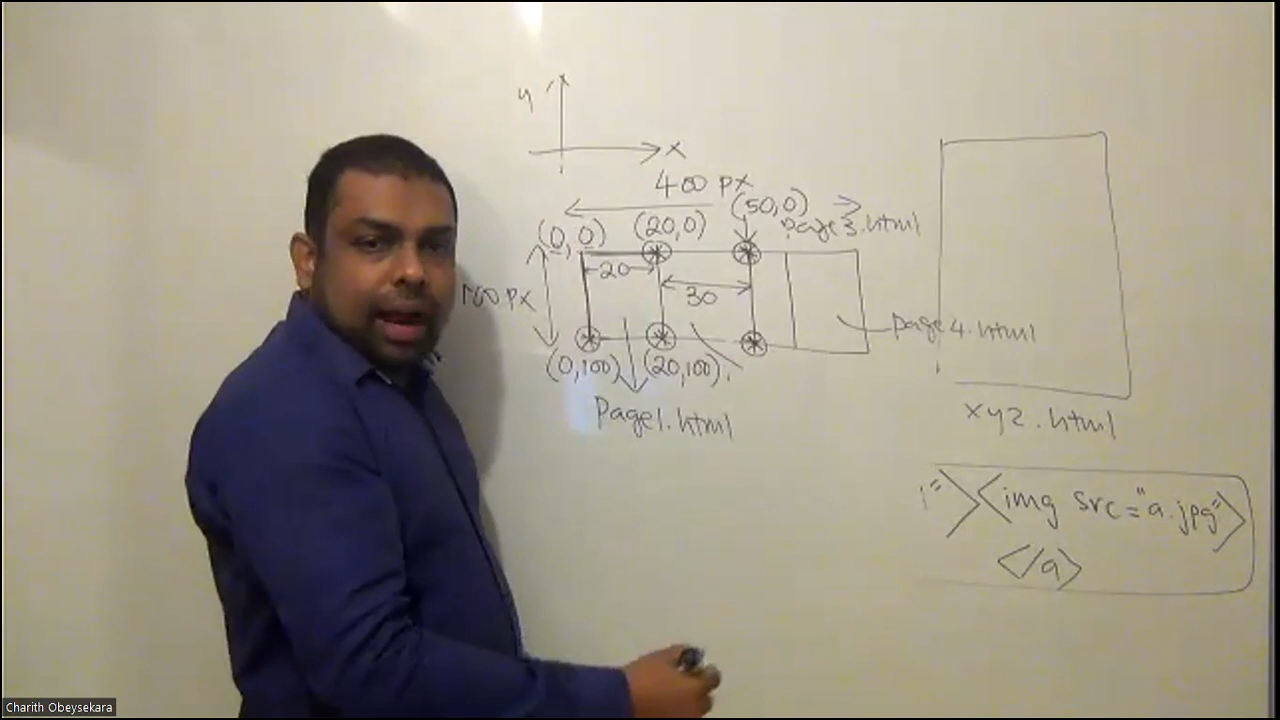 y
x
400 px
(50,0)
(0,0) (20,0) page3.html
20
30
100 px
page4.html
(0,100) (20,100)
Page1.html
xyz.html
"><img src="a.jpg">
</a>
Charith Obeysekara